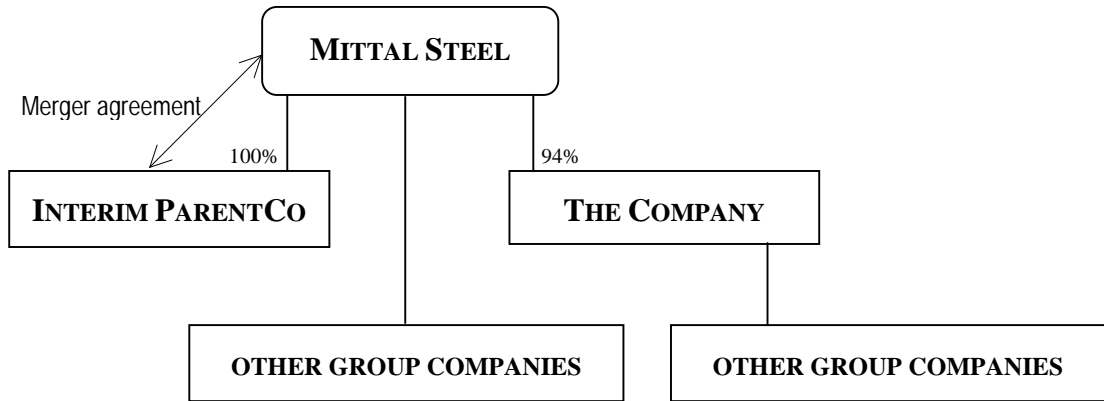 MITTAL STEEL
Merger agreement
100%
94%
INTERIM PARENTCO
THE COMPANY
OTHER GROUP COMPANIES
OTHER GROUP COMPANIES